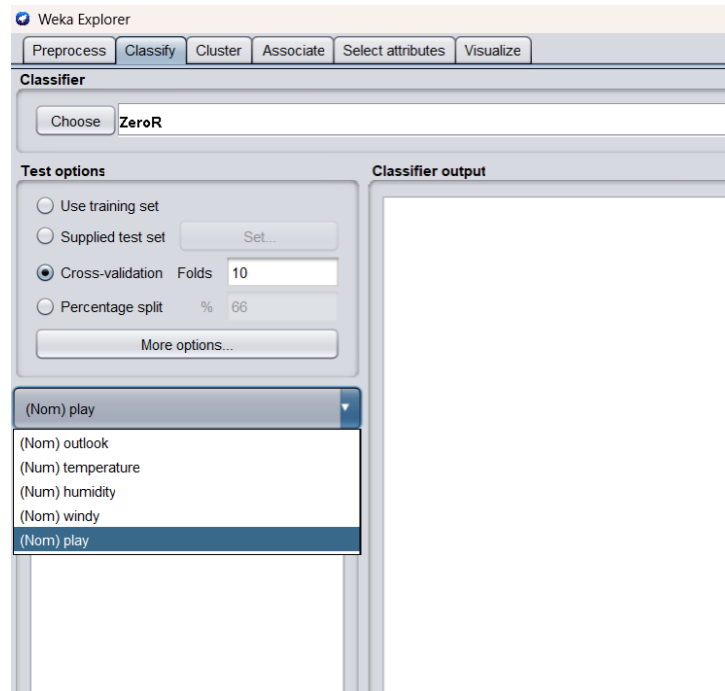 Weka Explorer
Preprocess Classify Cluster Associate Select attributes Visualize
Classifier
Choose ZeroR
Test options
Use training set
Supplied test set Set...
Cross-validation Folds 10
Percentage split % 66
More options...
(Nom) play
(Nom) outlook
(Num) temperature
(Num) humidity
(Nom) windy
(Nom) play
Classifier output